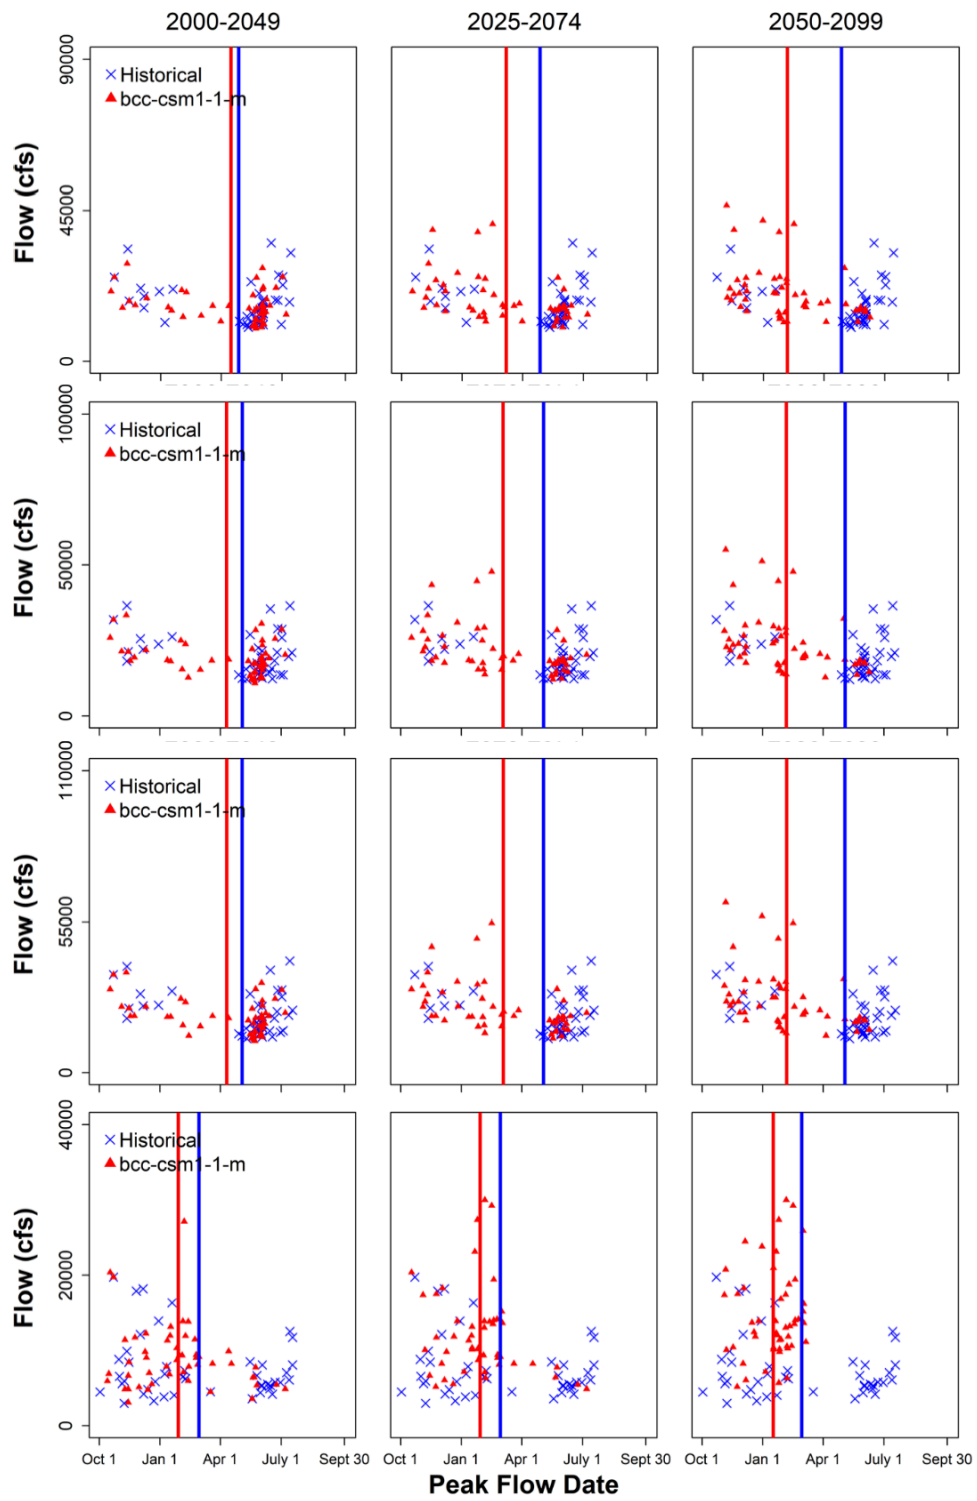 2000-2049 2025-2074 2050-2099
90000
Historical
bcc-csm1-1-m
Flow (cfs)
45000
0
100000
Historical
bcc-csm1-1-m
Flow (cfs)
50000
0
110000
Historical
bcc-csm1-1-m
Flow (cfs)
55000
0
40000
Historical
bcc-csm1-1-m
Flow (cfs)
20000
0
Oct 1 Jan 1 Apr 1 July 1 Sept 30 Oct 1 Jan 1 Apr 1 July 1 Sept 30 Oct 1 Jan 1 Apr 1 July 1 Sept 30
Peak Flow Date